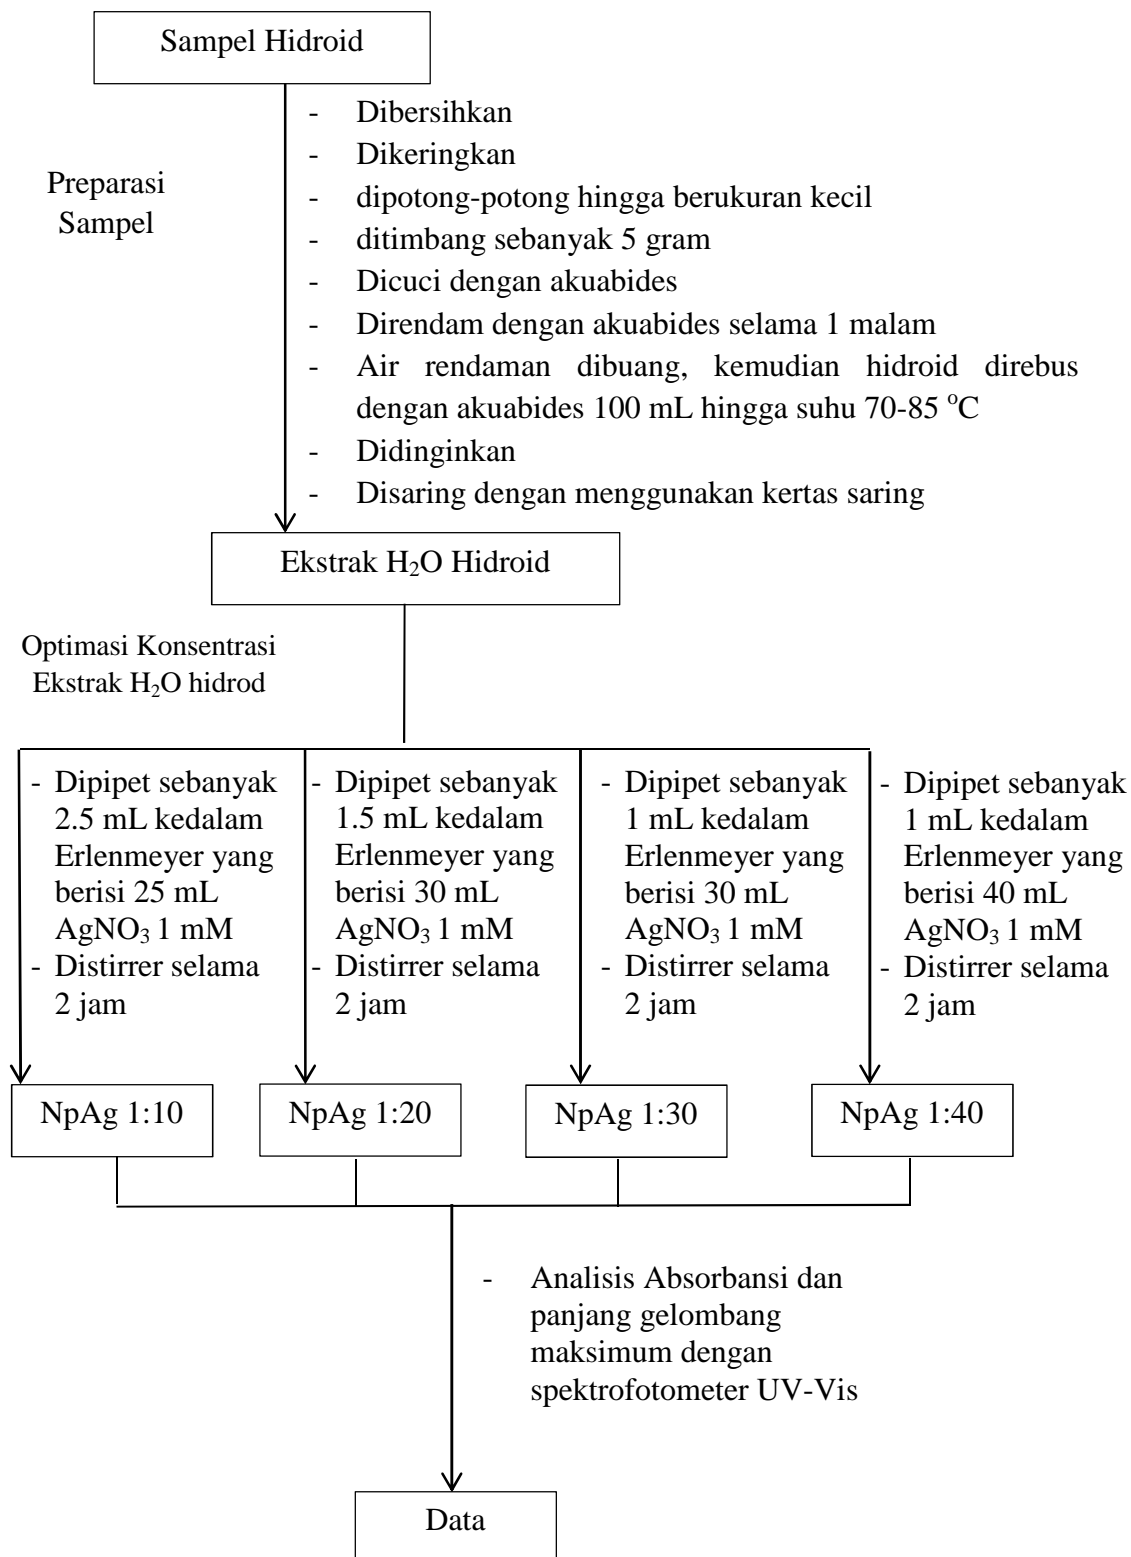 Sampel Hidroid
Preparasi
Sampel
- Dibersihkan
- Dikeringkan
- dipotong-potong hingga berukuran kecil
- ditimbang sebanyak 5 gram
- Dicuci dengan akuabides
- Direndam dengan akuabides selama 1 malam
- Air rendaman dibuang, kemudian hidroid direbus
dengan akuabides 100 mL hingga suhu 70-85 °C
- Didinginkan
- Disaring dengan menggunakan kertas saring
Ekstrak H₂O Hidroid
Optimasi Konsentrasi
Ekstrak H₂O hidrod
- Dipipet sebanyak
2.5 mL kedalam
Erlenmeyer yang
berisi 25 mL
AgNO₃ 1 mM
- Distirrer selama
2 jam
- Dipipet sebanyak
1.5 mL kedalam
Erlenmeyer yang
berisi 30 mL
AgNO₃ 1 mM
- Distirrer selama
2 jam
- Dipipet sebanyak
1 mL kedalam
Erlenmeyer yang
berisi 30 mL
AgNO₃ 1 mM
- Distirrer selama
2 jam
- Dipipet sebanyak
1 mL kedalam
Erlenmeyer yang
berisi 40 mL
AgNO₃ 1 mM
- Distirrer selama
2 jam
NpAg 1:10
NpAg 1:20
NpAg 1:30
NpAg 1:40
- Analisis Absorbansi dan
panjang gelombang
maksimum dengan
spektrofotometer UV-Vis
Data